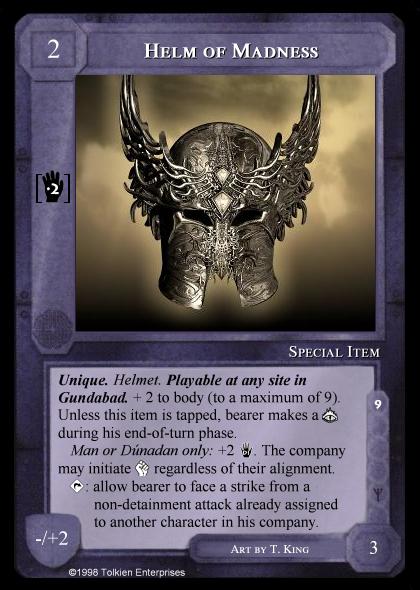 2
HELM OF MADNESS
[2]
SPECIAL ITEM
Unique. Helmet. Playable at any site in
Gundabad. + 2 to body (to a maximum of 9).
Unless this item is tapped, bearer makes a
during his end-of-turn phase.
Man or Dúnadan only: +2 . The company
may initiate regardless of their alignment.
: allow bearer to face a strike from a
non-detainment attack already assigned
to another character in his company.
9
-/+2
ART BY T. KING
3
©1998 Tolkien Enterprises